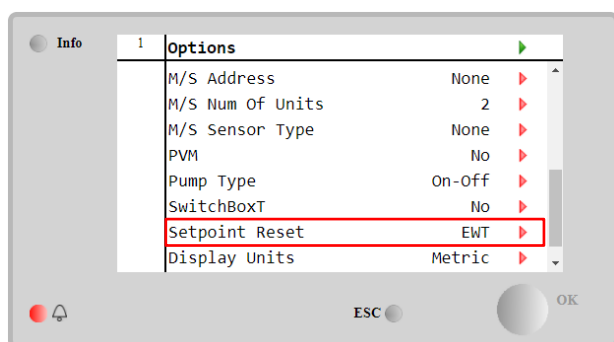 Info
1 Options
M/S Address None
M/S Num Of Units 2
M/S Sensor Type None
PVM No
Pump Type On-Off
SwitchBoxT No
Setpoint Reset EWT
Display Units Metric
ESC
OK